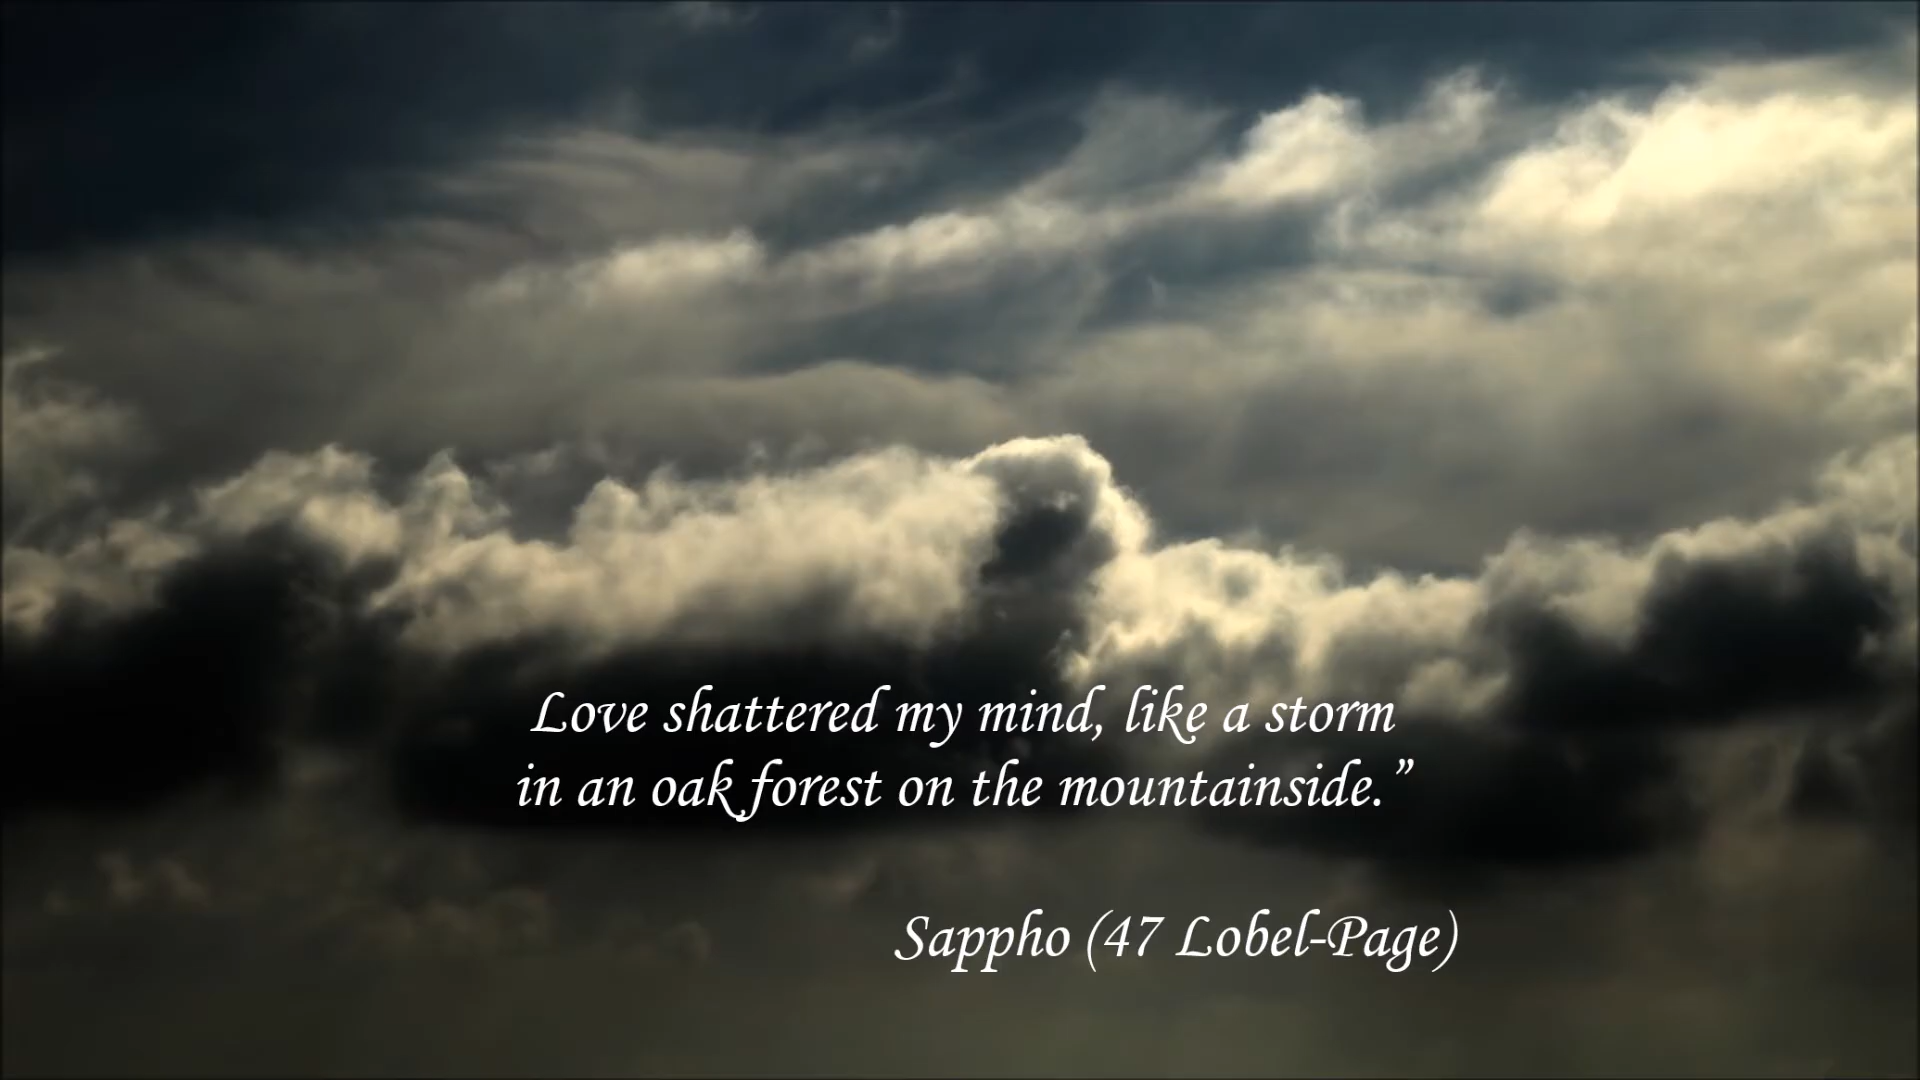 Love shattered my mind, like a storm
in an oak forest on the mountainside.”
Sappho (47 Lobel-Page)